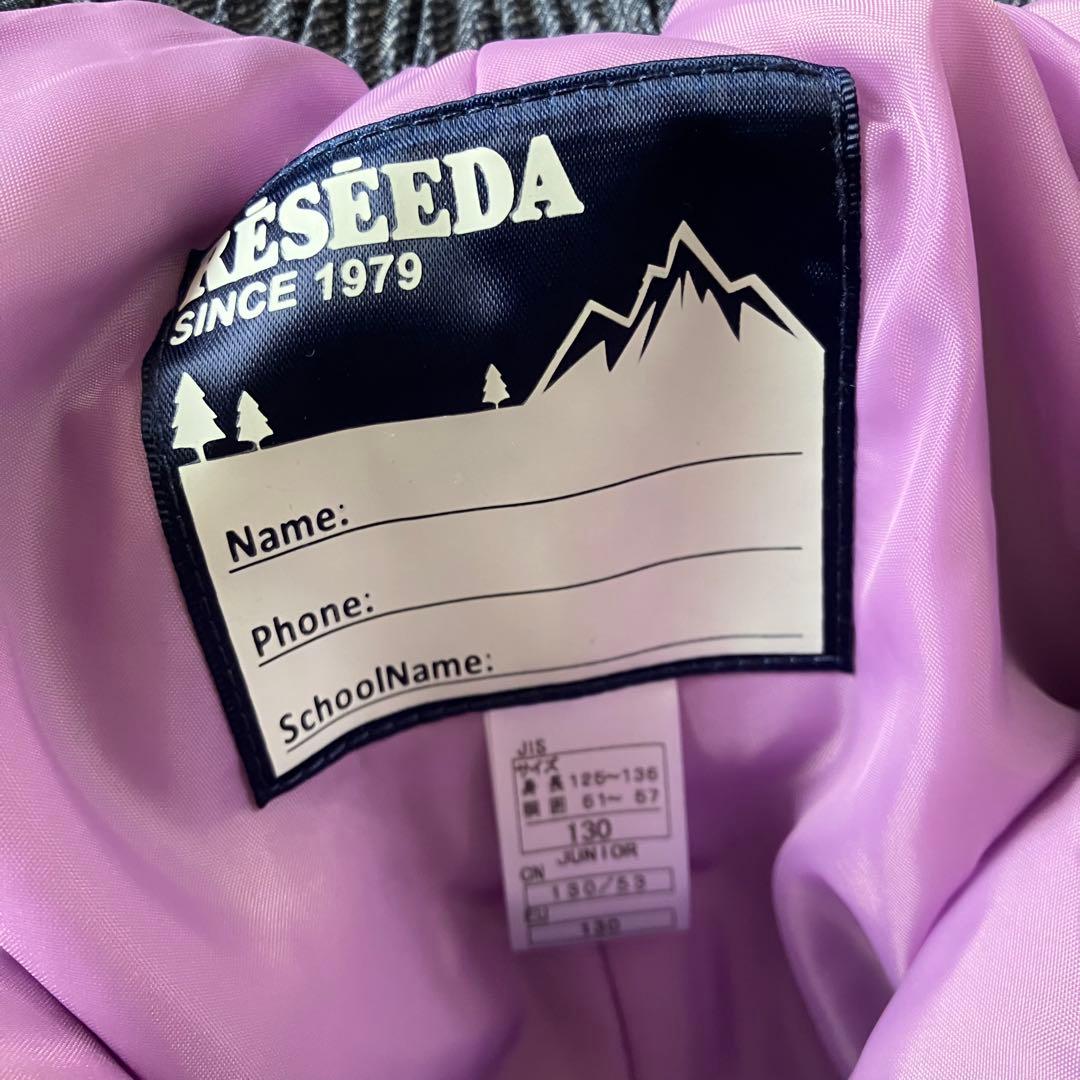 RĒSĒEDA
SINCE 1979
Name:
Phone:
SchoolName:
JIS
サイズ
身長 125~135
胴囲 51~57
130
JUNIOR
CN
130/53
EU
130